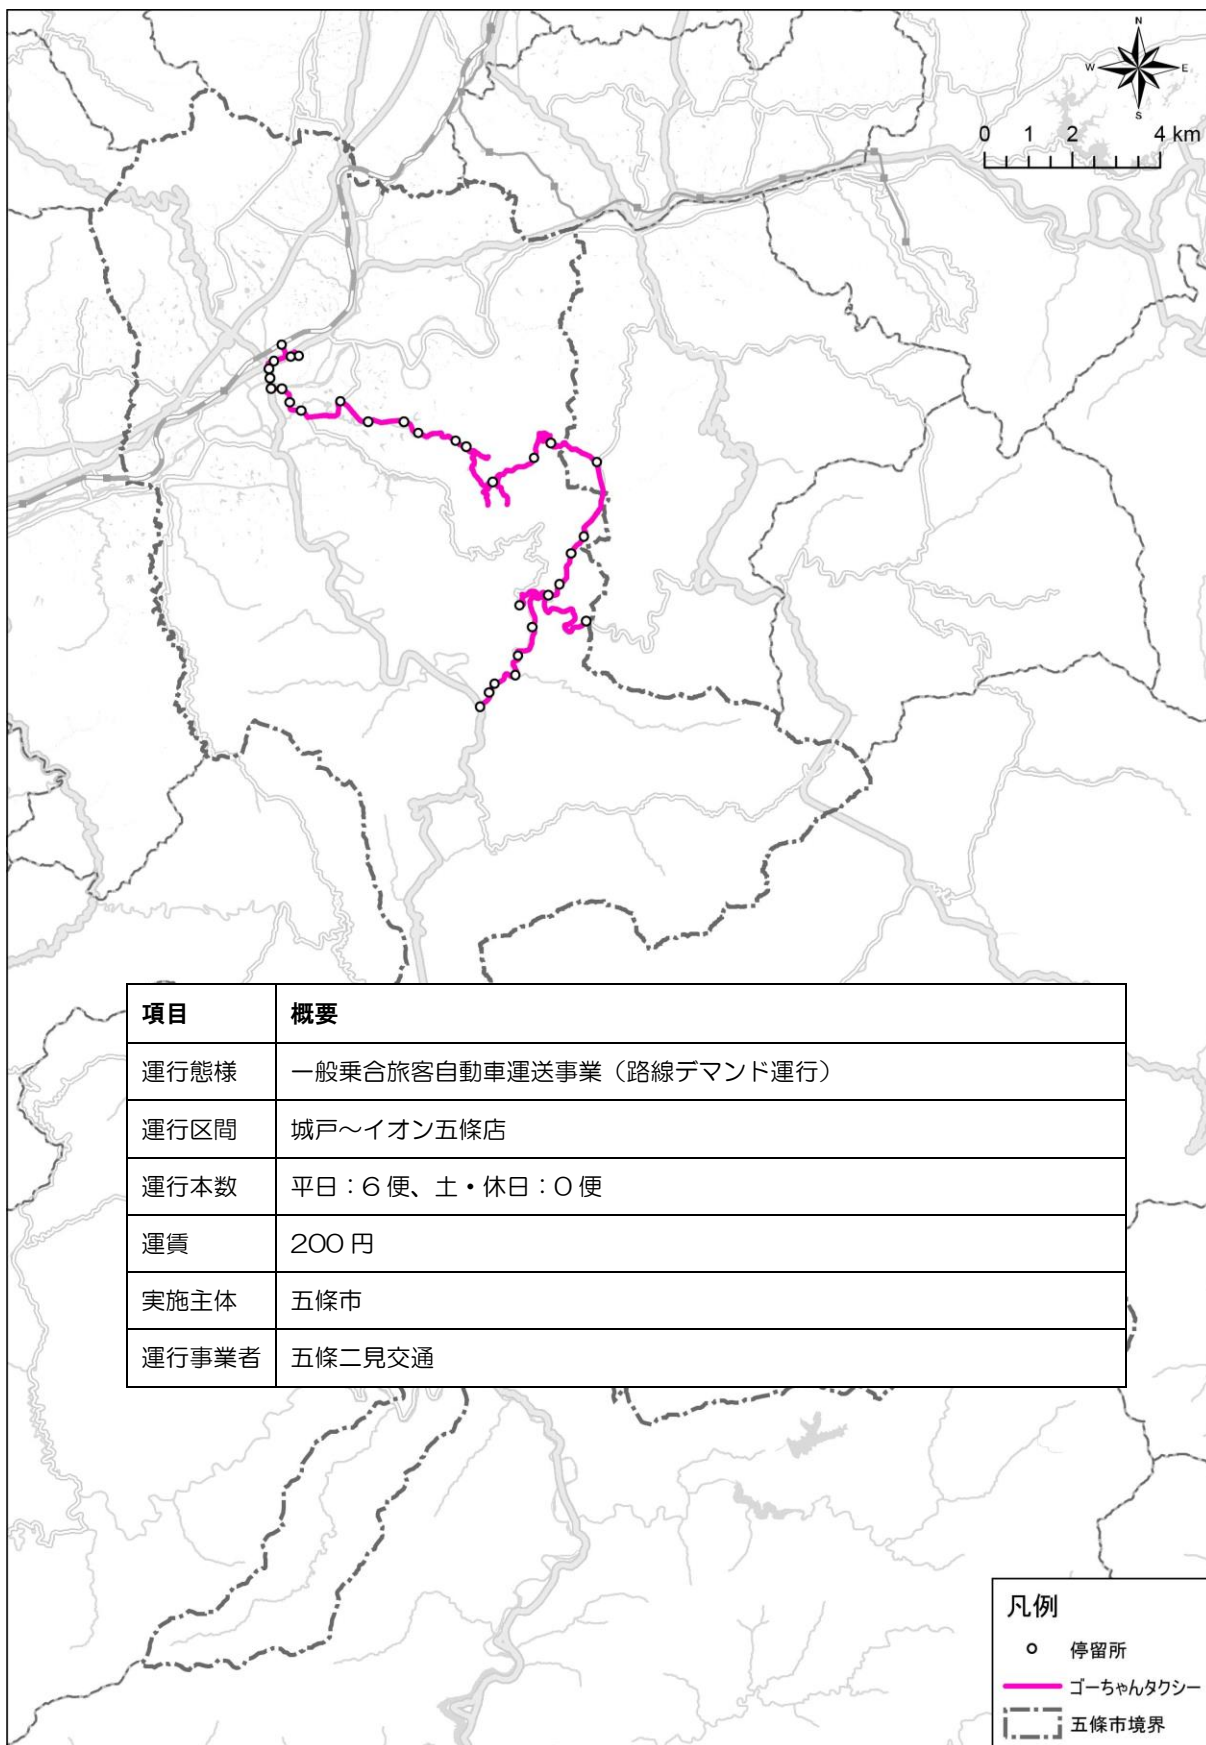 N
W E
S
0 1 2 4 km
項目 概要
運行態様 一般乗合旅客自動車運送事業（路線デマンド運行）
運行区間 城戸～イオン五條店
運行本数 平日：6 便、土・休日：0 便
運賃 200 円
実施主体 五條市
運行事業者 五條二見交通
凡例
停留所
ゴーちゃんタクシー
五條市境界